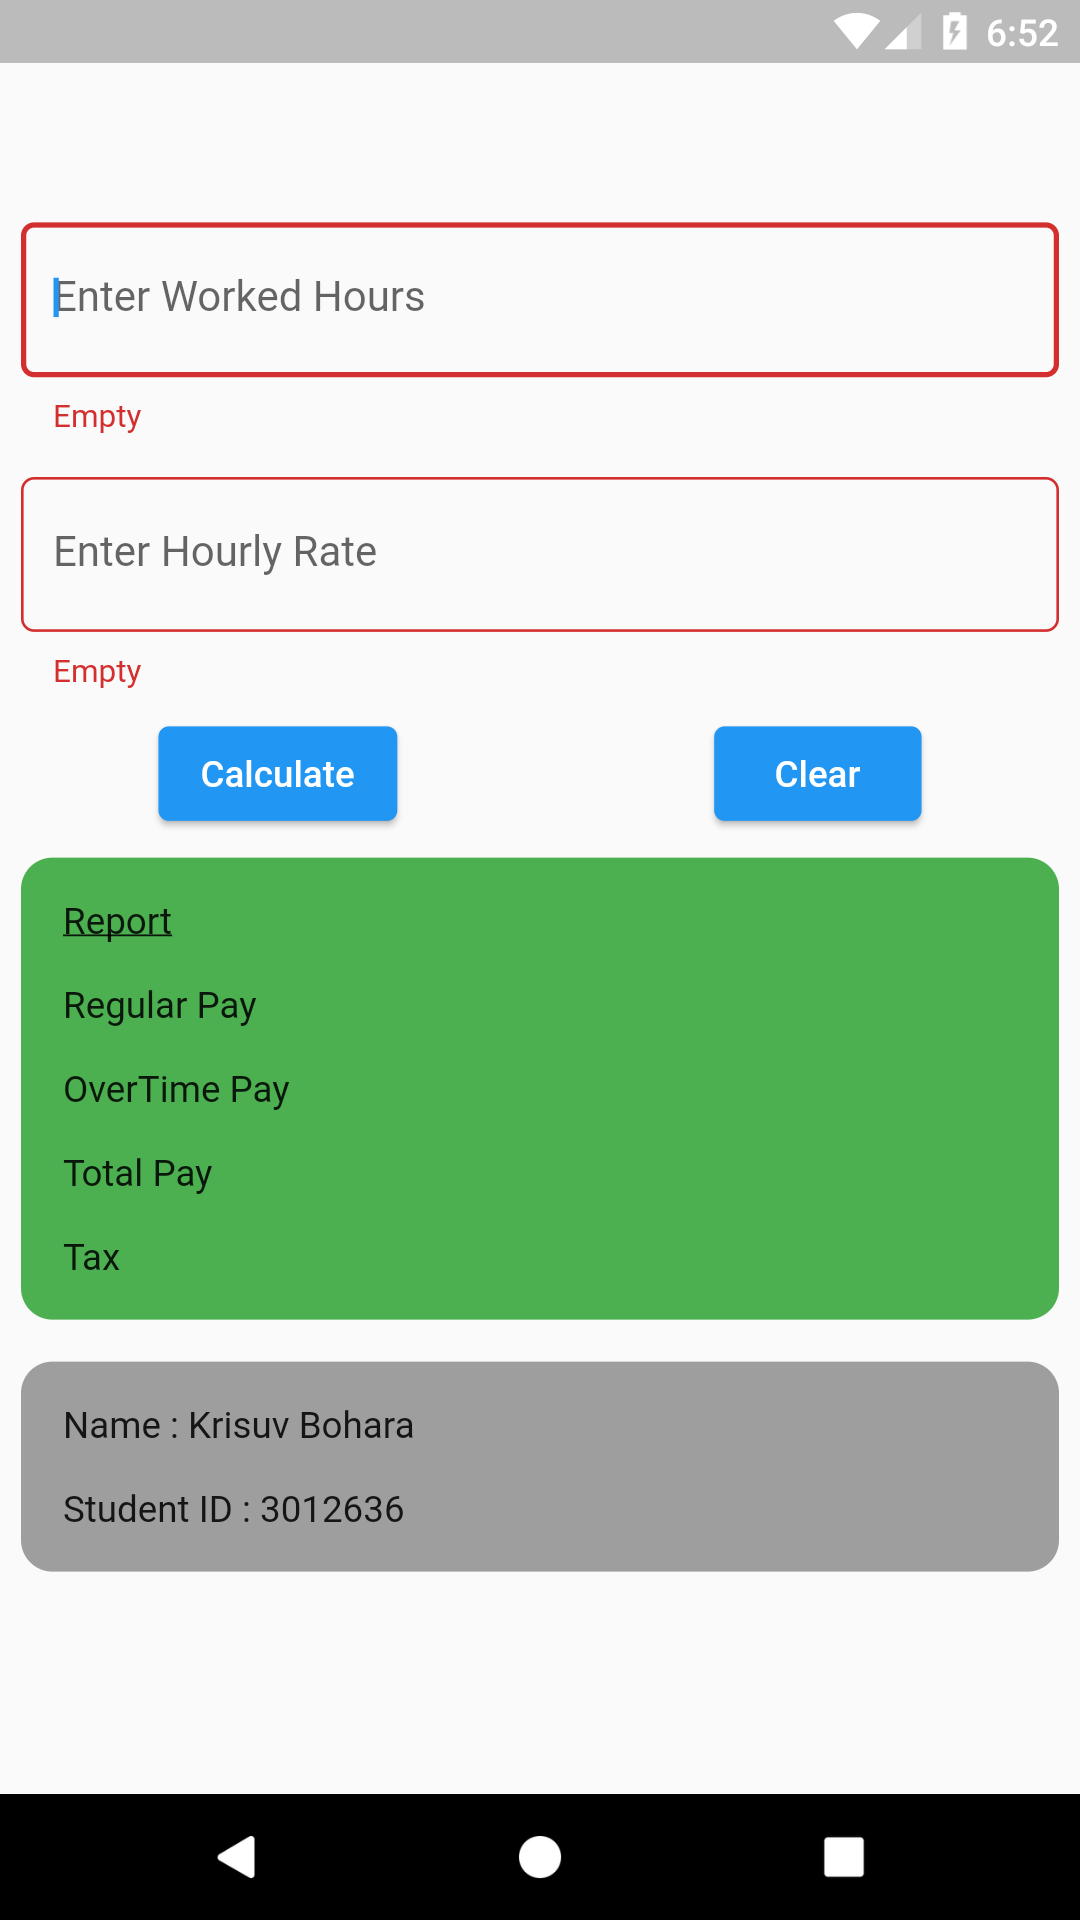 6:52
Enter Worked Hours
Empty
Enter Hourly Rate
Empty
Calculate
Clear
Report
Regular Pay
OverTime Pay
Total Pay
Tax
Name : Krisuv Bohara
Student ID : 3012636